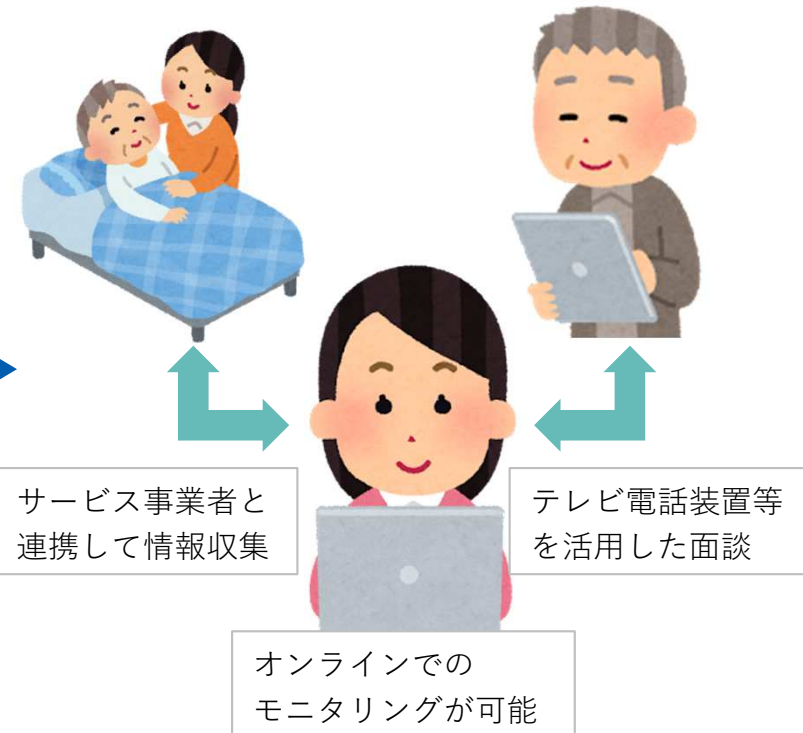 サービス事業者と
連携して情報収集
テレビ電話装置等
を活用した面談
オンラインでの
モニタリングが可能